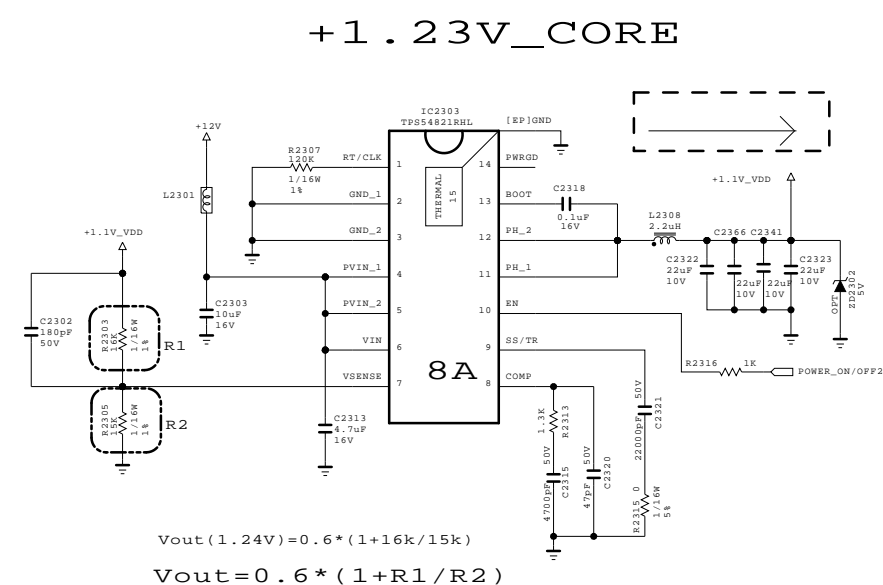 +1.23V_CORE
IC2303
TPS54821RHL
[EP]GND
+12V
R2307
120K
1/16W
1%
RT/CLK
1
14
PWRGD
THERMAL
15
L2301
GND_1
2
13
BOOT
C2318
0.1uF
16V
+1.1V_VDD
+1.1V_VDD
GND_2
3
12
PH_2
L2308
2.2uH
C2366
C2341
PVIN_1
4
11
PH_1
C2322
22uF
10V
22uF
10V
22uF
10V
C2323
22uF
10V
OPT
ZD2302
5V
C2303
10uF
16V
PVIN_2
5
10
EN
C2302
180pF
50V
R2303
16K
1/16W
1%
R1
VIN
6
9
SS/TR
8A
R2316
1K
POWER_ON/OFF2
VSENSE
7
8
COMP
R2305
15K
1/16W
1%
R2
C2313
4.7uF
16V
1.3K
R2313
50V
4700pF
C2315
50V
47pF
C2320
50V
22000pF
C2321
R2315 0
1/16W
5%
Vout(1.24V)=0.6*(1+16k/15k)
Vout=0.6*(1+R1/R2)